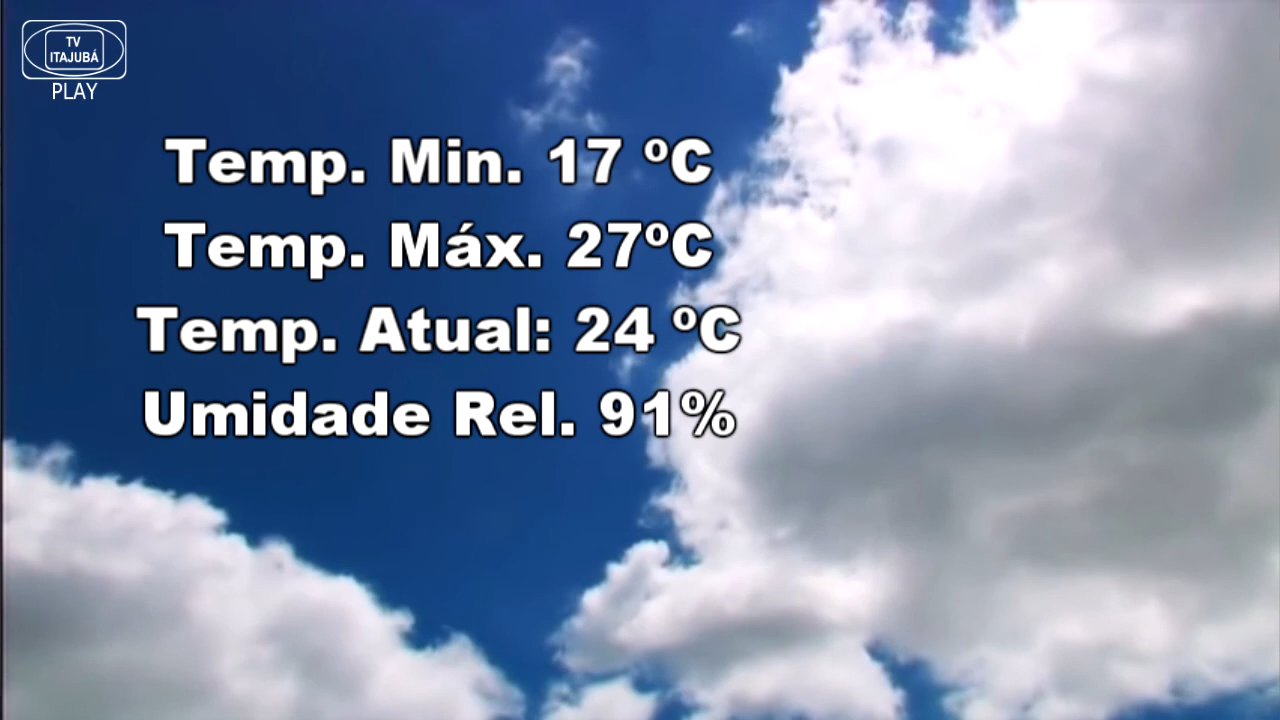 TV
ITAJUBÁ
PLAY
Temp. Min. 17 ºC
Temp. Máx. 27ºC
Temp. Atual: 24 ºC
Umidade Rel. 91%